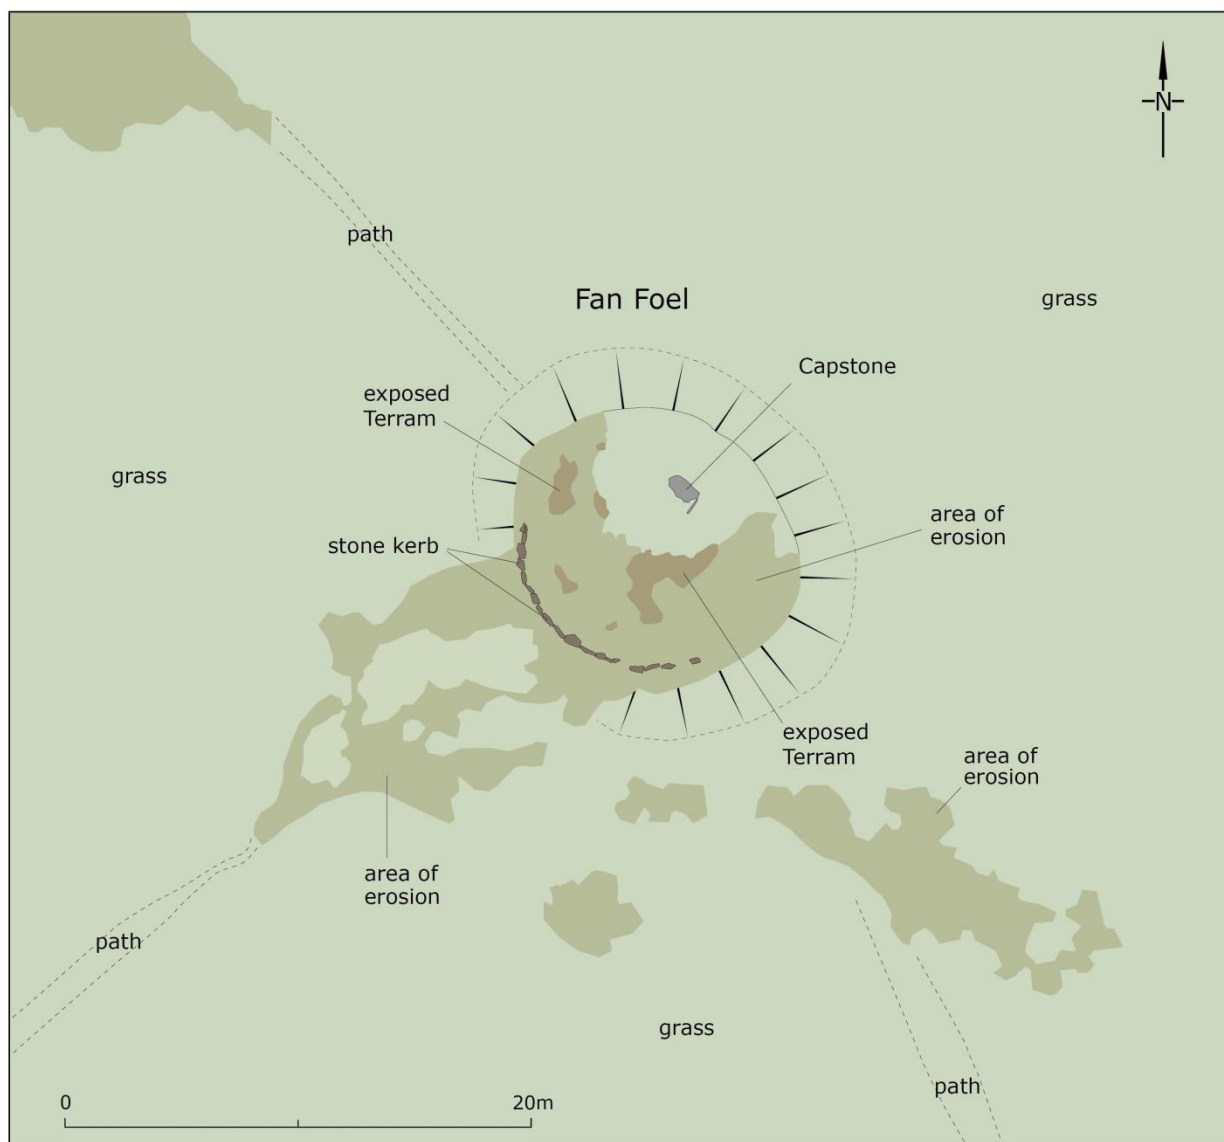 N
path
Fan Foel
grass
Capstone
exposed
Terram
grass
area of
erosion
stone kerb
exposed
Terram
area of
erosion
area of
erosion
path
grass
path
0
20m